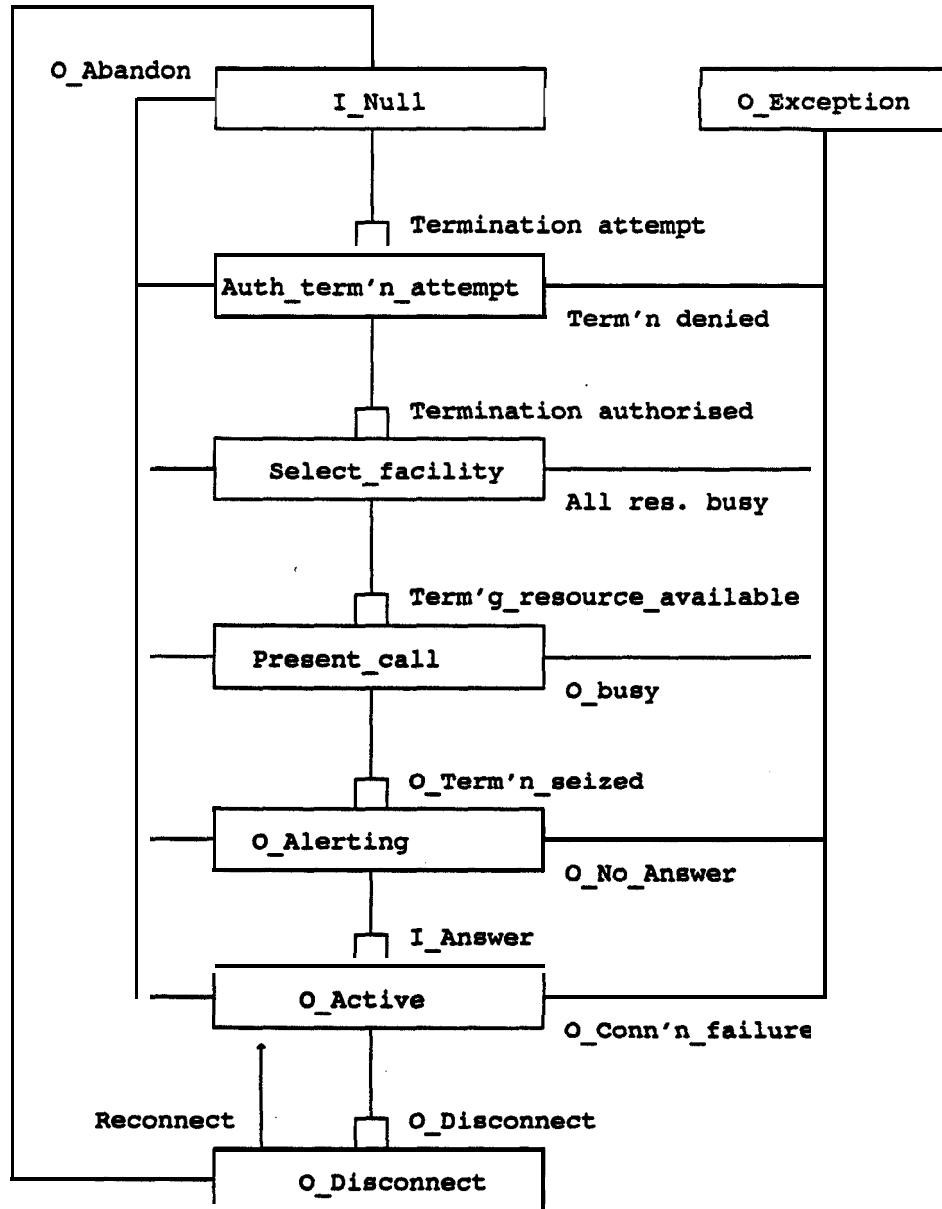 O_Abandon
I_Null
O_Exception
Termination attempt
Auth_term'n_attempt
Term'n denied
Termination authorised
Select_facility
All res. busy
Term'g_resource_available
Present_call
O_busy
O_Term'n_seized
O_Alerting
O_No_Answer
I_Answer
O_Active
O_Conn'n_failure
Reconnect
O_Disconnect
O_Disconnect